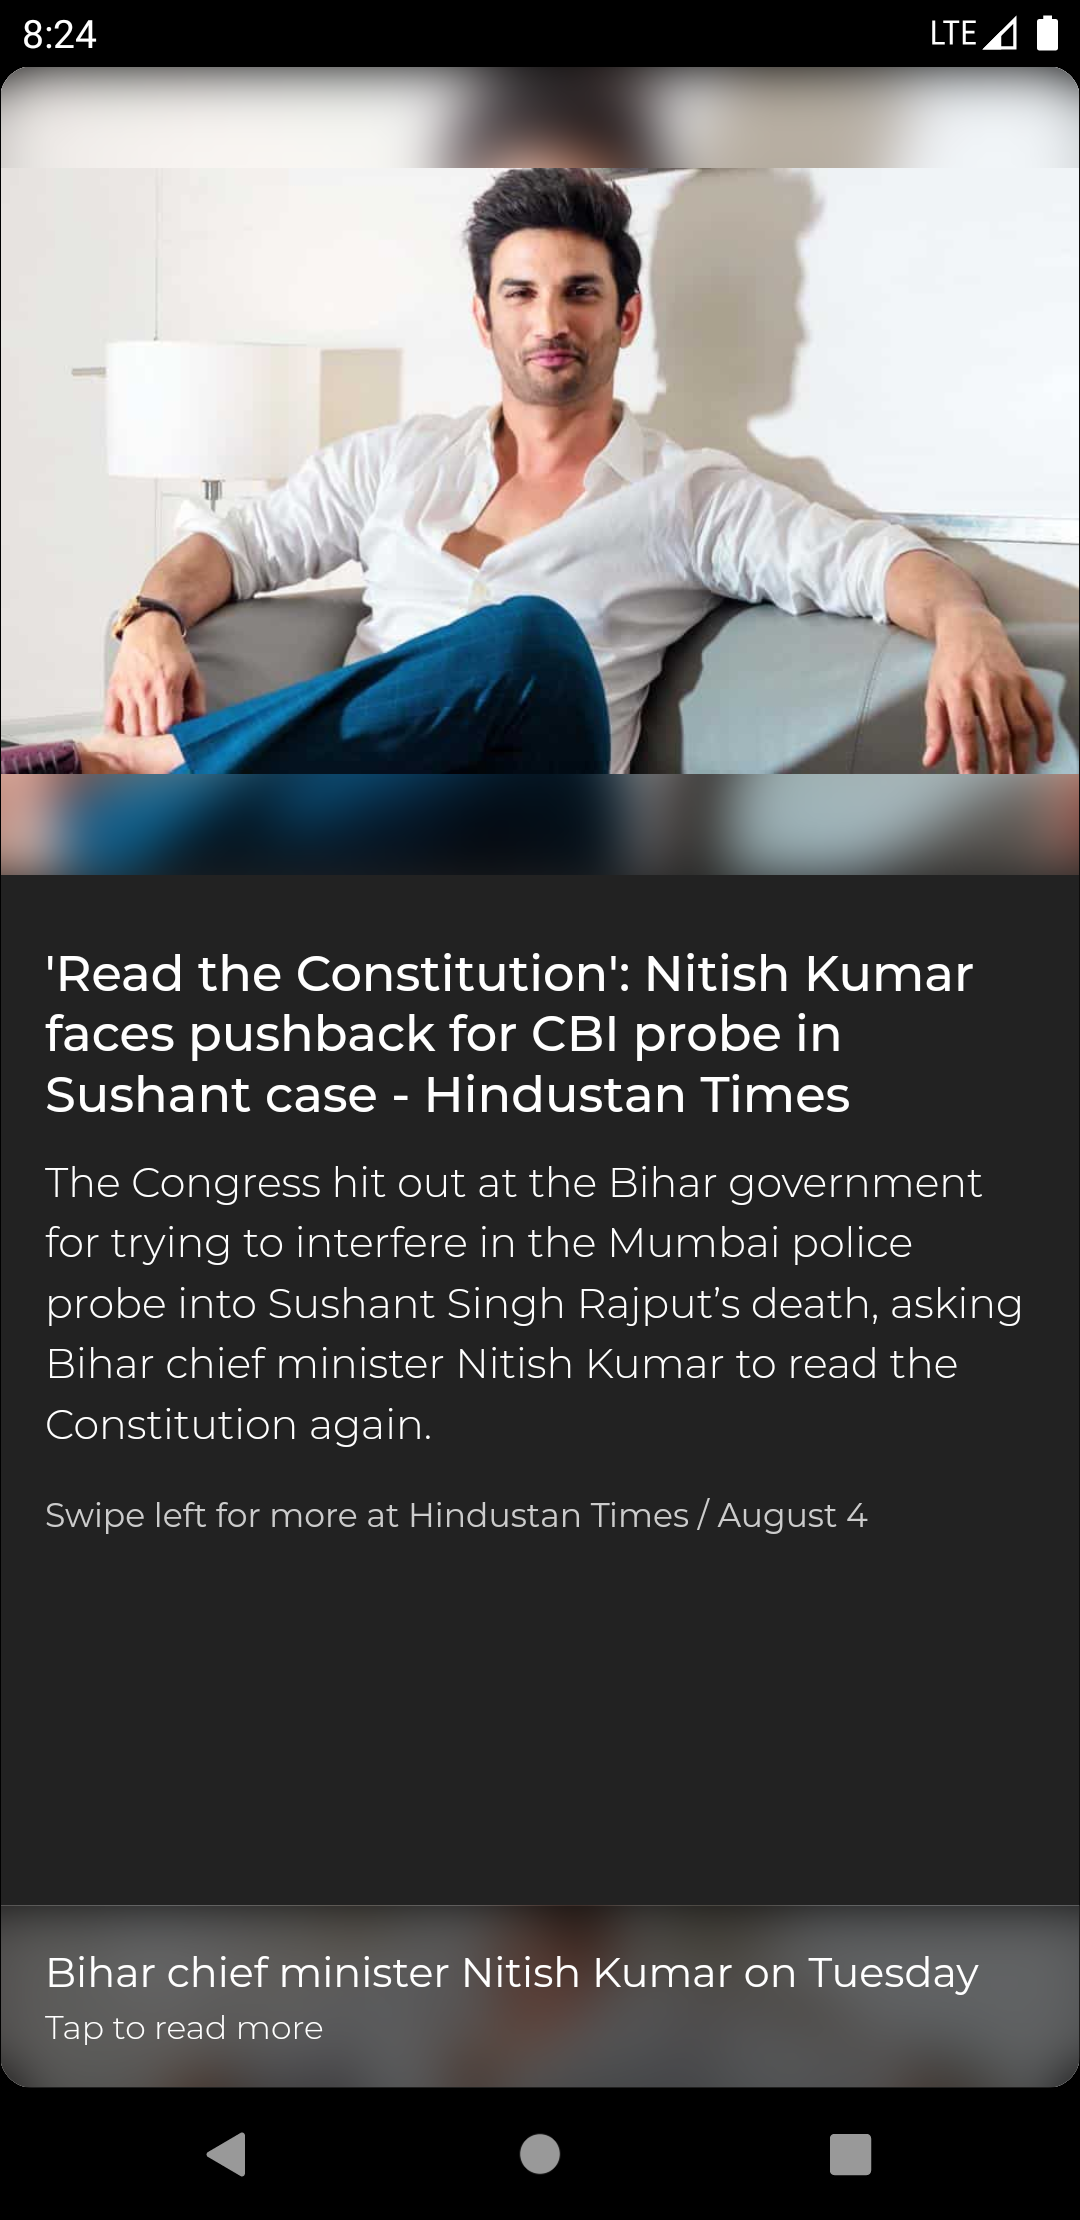 8:24
LTE
'Read the Constitution': Nitish Kumar
faces pushback for CBI probe in
Sushant case - Hindustan Times
The Congress hit out at the Bihar government
for trying to interfere in the Mumbai police
probe into Sushant Singh Rajput’s death, asking
Bihar chief minister Nitish Kumar to read the
Constitution again.
Swipe left for more at Hindustan Times / August 4
Bihar chief minister Nitish Kumar on Tuesday
Tap to read more